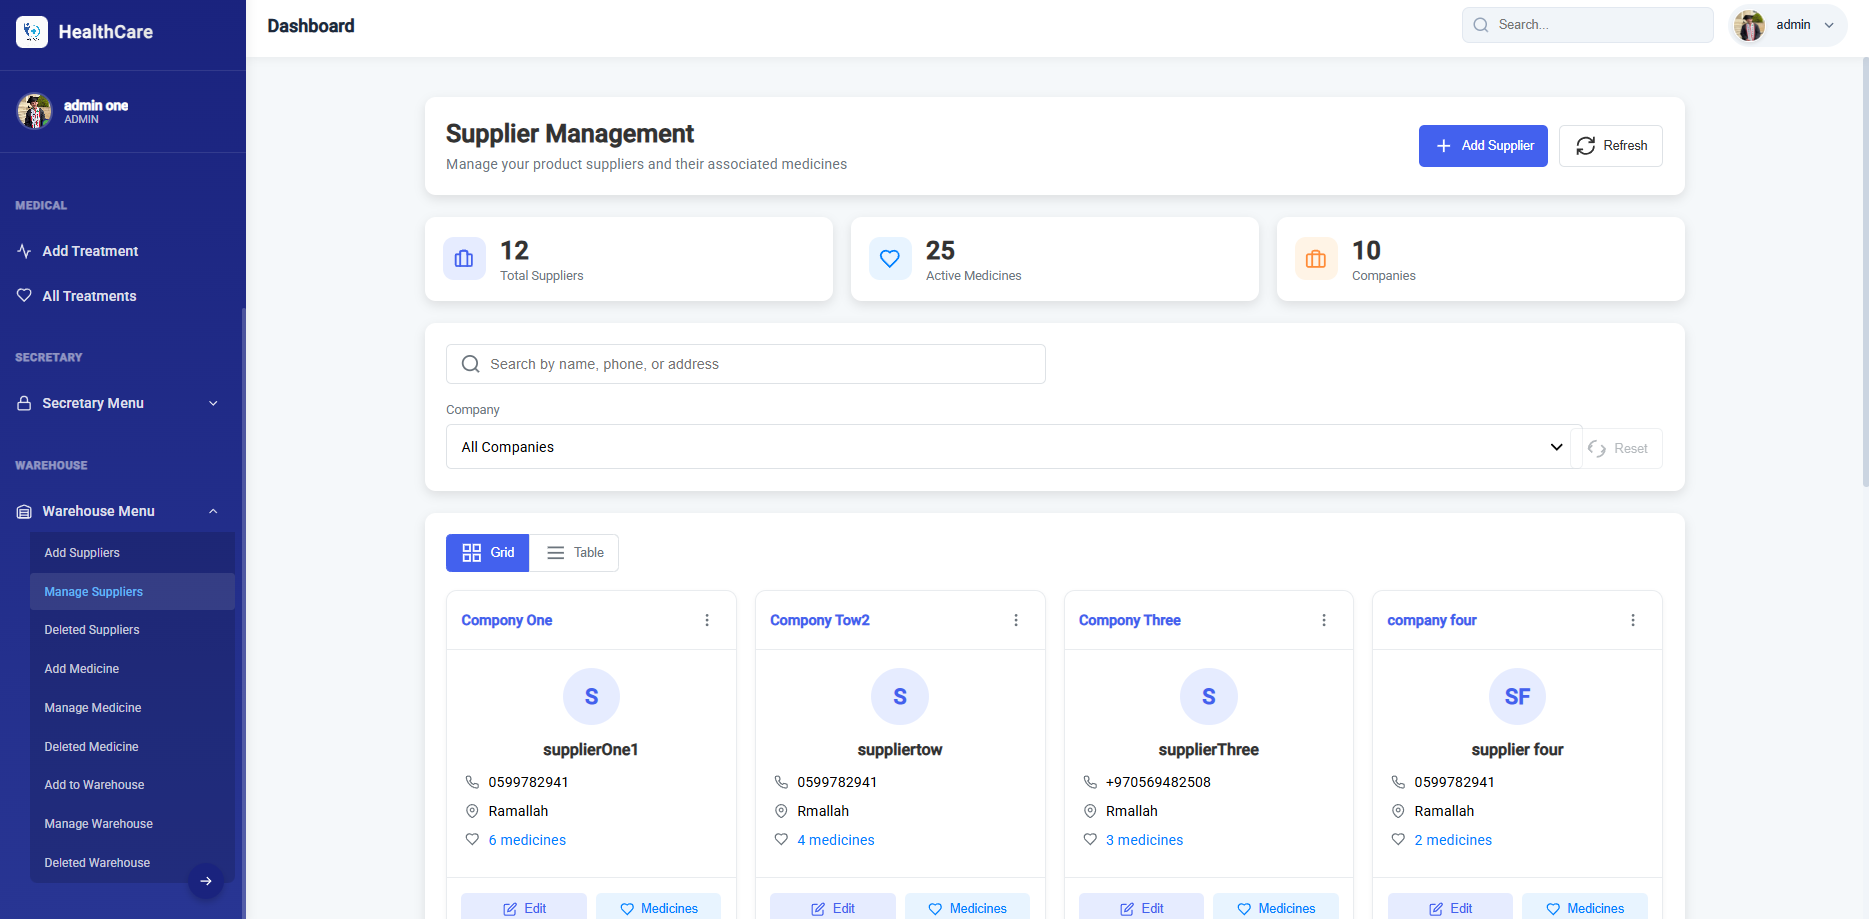 HealthCare
Dashboard
Search...
admin
admin one
ADMIN
MEDICAL
Add Treatment
All Treatments
SECRETARY
Secretary Menu
WAREHOUSE
Warehouse Menu
Add Suppliers
Manage Suppliers
Deleted Suppliers
Add Medicine
Manage Medicine
Deleted Medicine
Add to Warehouse
Manage Warehouse
Deleted Warehouse
Supplier Management
Manage your product suppliers and their associated medicines
Add Supplier
Refresh
12
Total Suppliers
25
Active Medicines
10
Companies
Search by name, phone, or address
Company
All Companies
Reset
Grid
Table
Compony One
S
supplierOne1
0599782941
Ramallah
6 medicines
Edit
Medicines
Compony Tow2
S
suppliertow
0599782941
Rmallah
4 medicines
Edit
Medicines
Compony Three
S
supplierThree
+970569482508
Rmallah
3 medicines
Edit
Medicines
company four
SF
supplier four
0599782941
Ramallah
2 medicines
Edit
Medicines